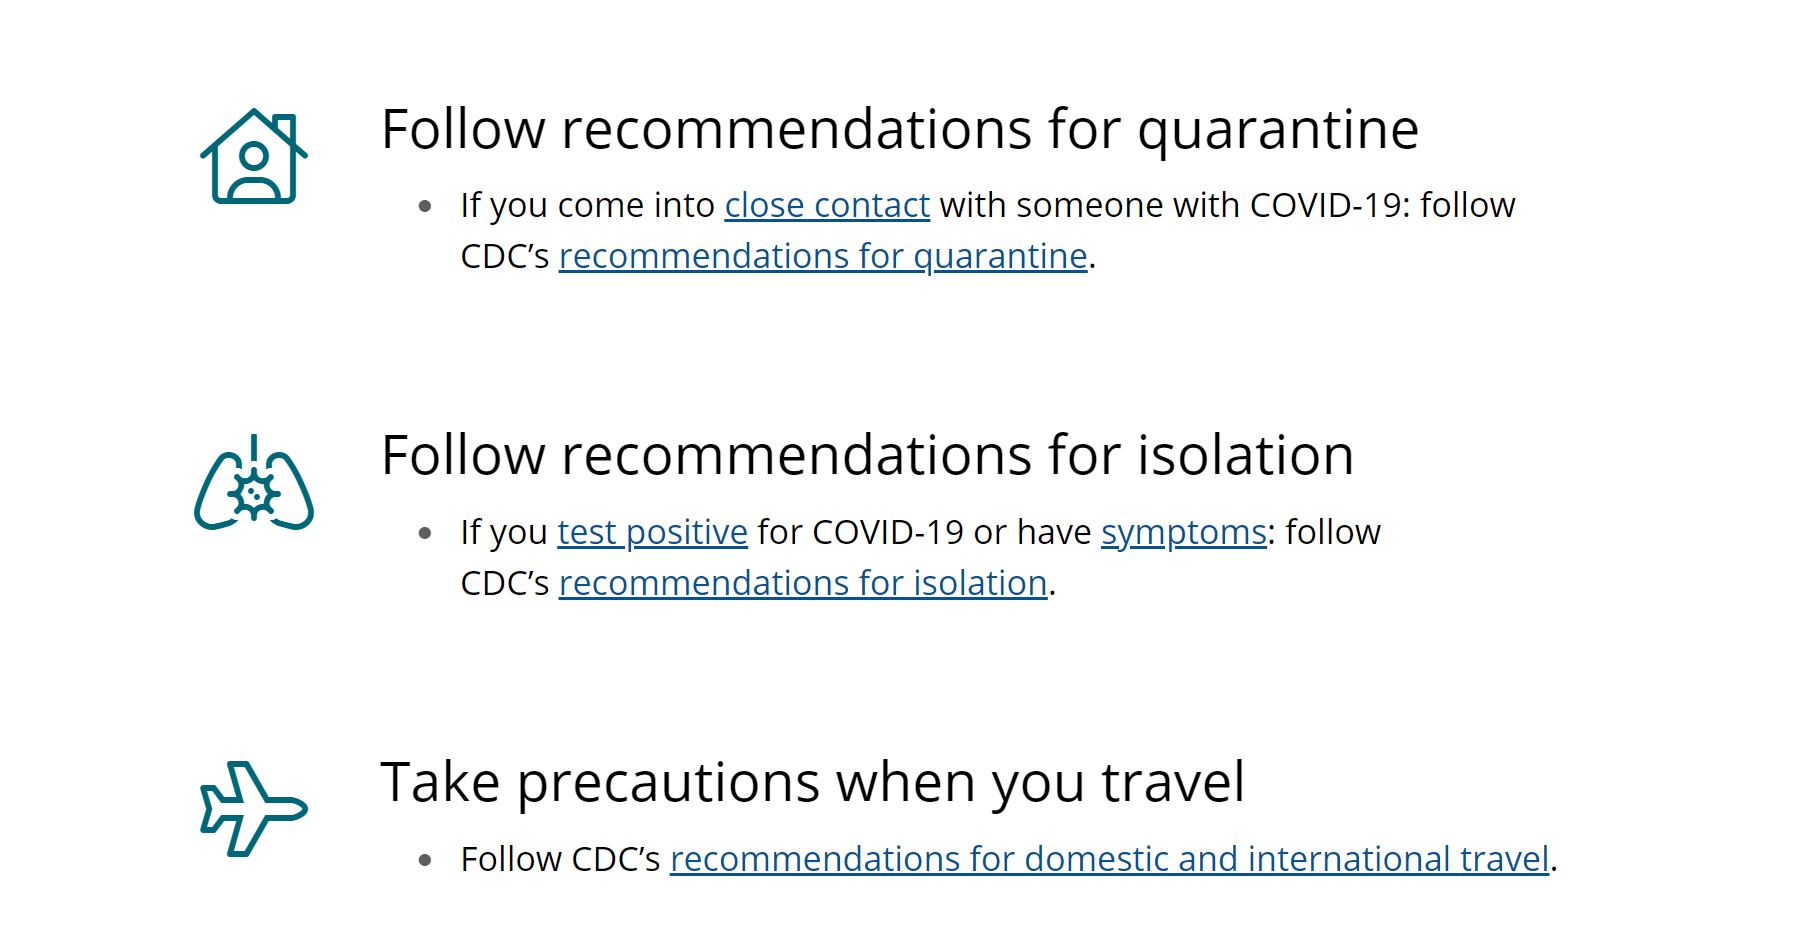 Follow recommendations for quarantine
If you come into close contact with someone with COVID-19: follow
CDC’s recommendations for quarantine.
Follow recommendations for isolation
If you test positive for COVID-19 or have symptoms: follow
CDC’s recommendations for isolation.
Take precautions when you travel
Follow CDC’s recommendations for domestic and international travel.